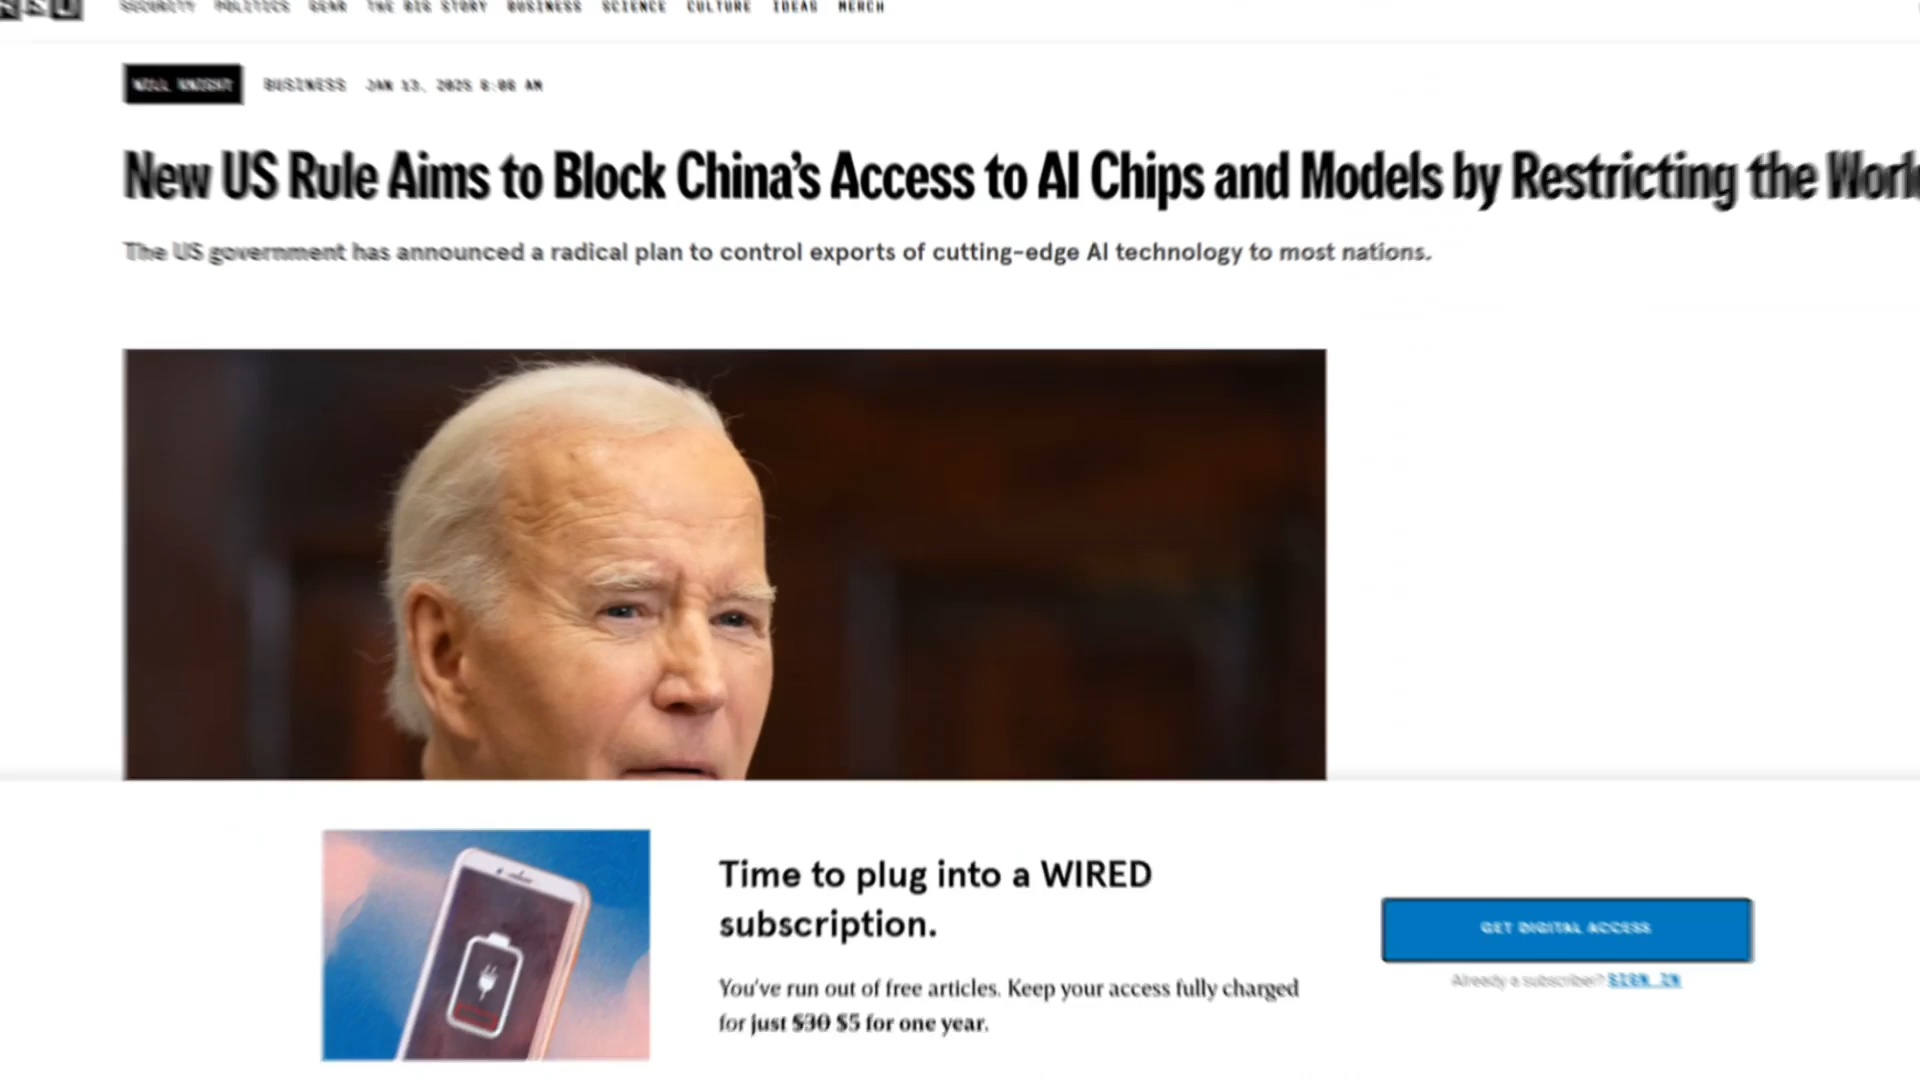 SECURITY POLITICS GEAR THE BIG STORY BUSINESS SCIENCE CULTURE IDEAS MERCH
WILL KNIGHT BUSINESS JAN 13, 2025 AM
New US Rule Aims to Block China's Access to AI Chips and Models by Restricting the World
The US government has announced a radical plan to control exports of cutting-edge AI technology to most nations.
Time to plug into a WIRED
subscription.
You've run out of free articles. Keep your access fully charged
for just $30 $5 for one year.
GET DIGITAL ACCESS
Already a subscriber? SIGN IN